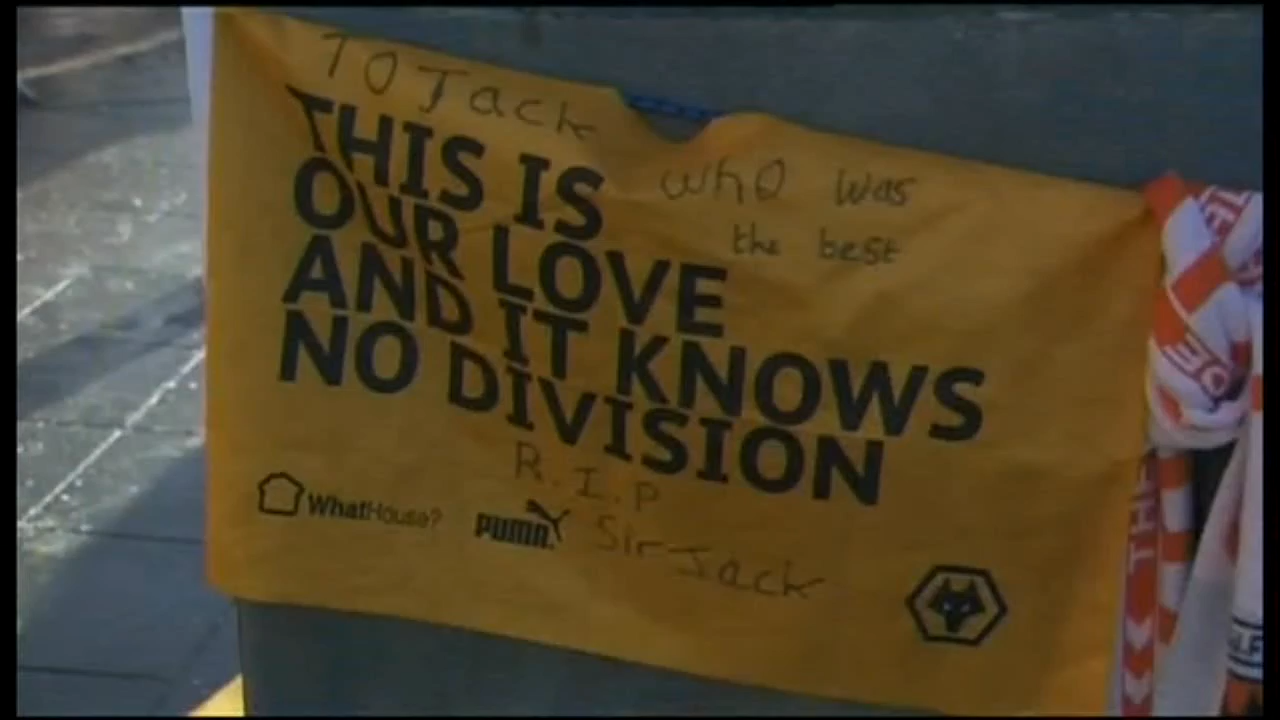 TO Jack
THIS IS
who was
OUR LOVE
the best
AND IT KNOWS
NO DIVISION
R.I.P
WhatHouse?
PUMA
Sir Jack